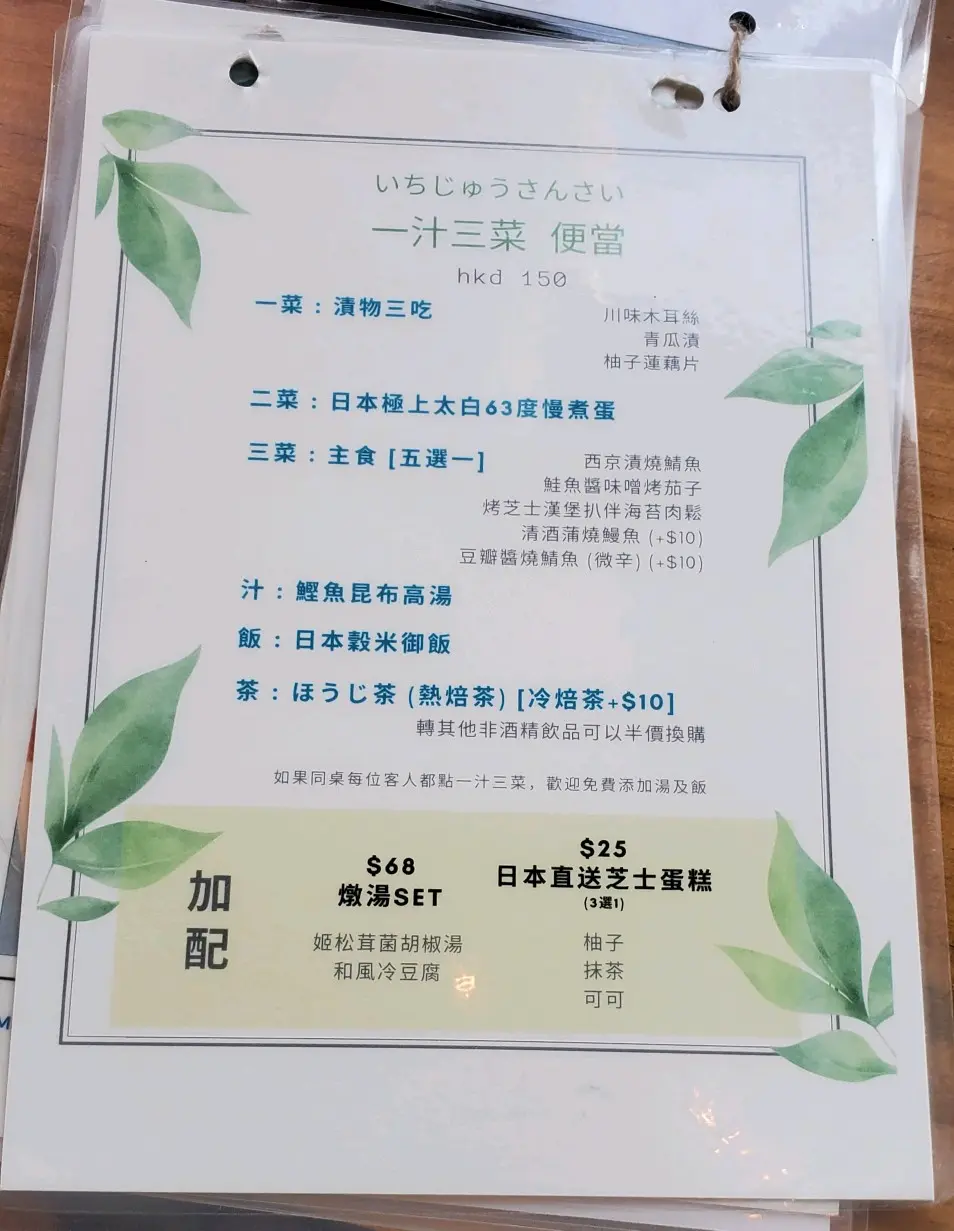 いちじゅうさんさい
一汁三菜 便當
hkd 150
一菜：漬物三吃
川味木耳絲
青瓜漬
柚子蓮藕片
二菜：日本極上太白63度慢煮蛋
三菜：主食 [五選一]
西京漬燒鯖魚
鮭魚醬味噌烤茄子
烤芝士漢堡扒伴海苔肉鬆
清酒蒲燒鰻魚 (+$10)
豆瓣醬燒鯖魚 (微辛) (+$10)
汁：鰹魚昆布高湯
飯：日本穀米御飯
茶：ほうじ茶 (熱焙茶) [冷焙茶+$10]
轉其他非酒精飲品可以半價換購
如果同桌每位客人都點一汁三菜，歡迎免費添加湯及飯
加配
$68
燉湯SET
姬松茸菌胡椒湯
和風冷豆腐
$25
日本直送芝士蛋糕
(3選1)
柚子
抹茶
可可
M